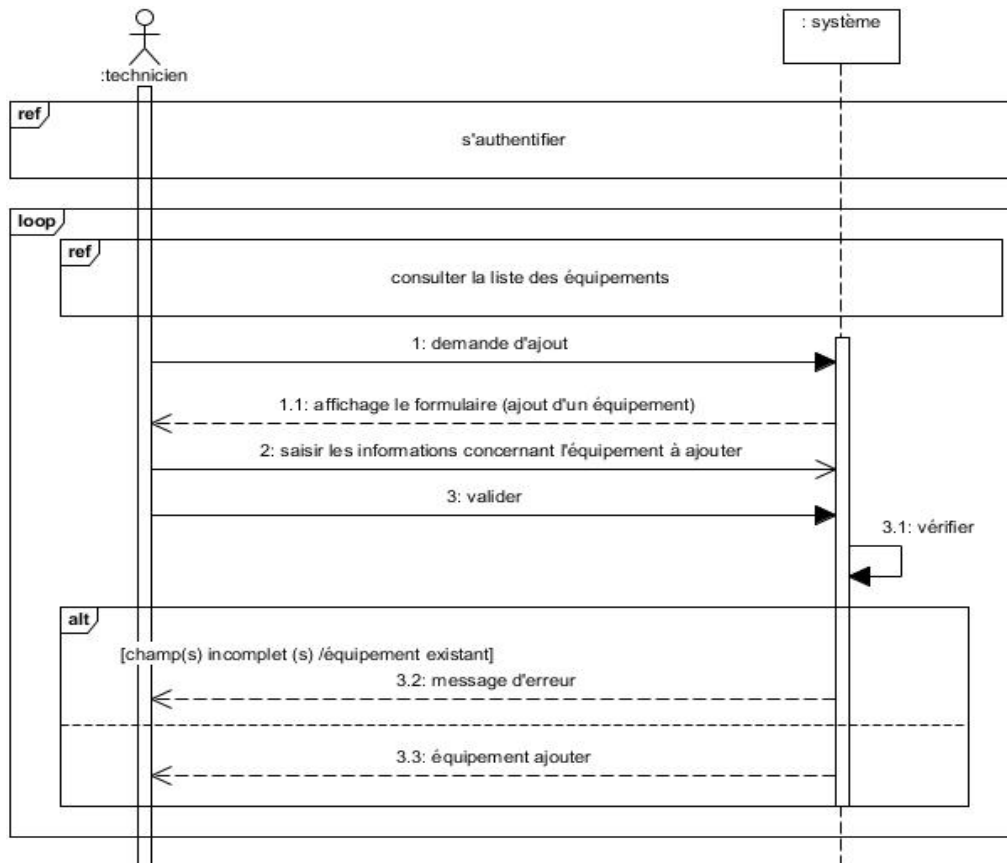 : système
:technicien
ref
s'authentifier
loop
ref
consulter la liste des équipements
1: demande d'ajout
1.1: affichage le formulaire (ajout d'un équipement)
2: saisir les informations concernant l'équipement à ajouter
3: valider
3.1: vérifier
alt
[champ(s) incomplet (s) /équipement existant]
3.2: message d'erreur
3.3: équipement ajouter